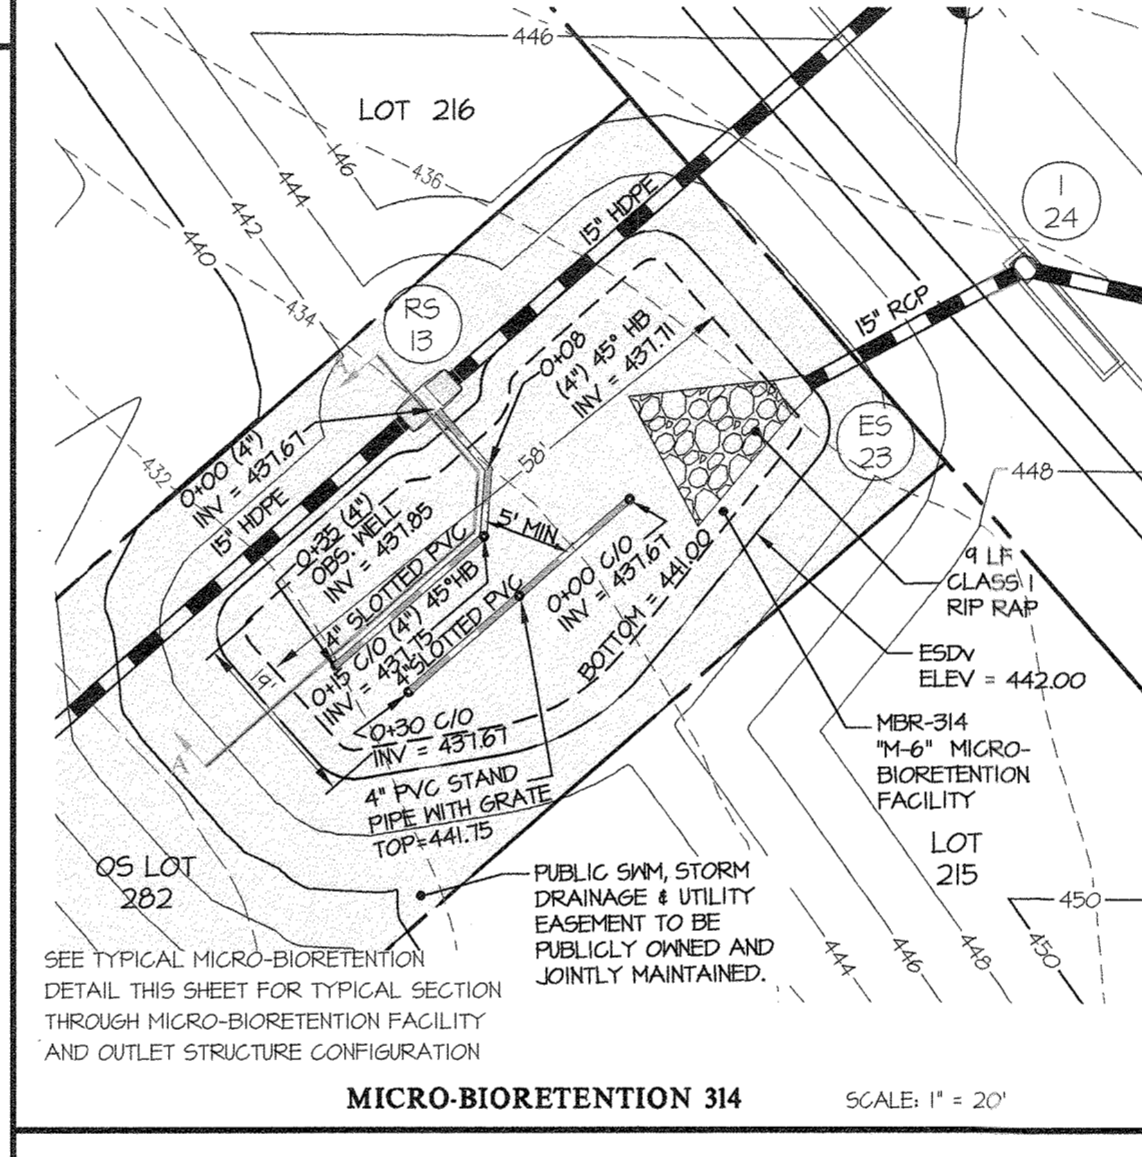 446
LOT 216
446
436
444
442
440
434
432
15" HDPE
15" RCP
1
24
RS
13
0+08
(4") 45° HB
INV = 437.71
0+00 (4")
INV = 437.67
15" HDPE
58'
ES
23
448
0+35 (4")
OBS. WELL
INV = 437.85
4" SLOTTED PVC
5' MIN.
0+15 C/O (4") 45°HB
INV = 437.75
4" SLOTTED PVC
0+00 C/O
INV = 437.67
BOTTOM = 441.00
19'
A
A
0+30 C/O
INV = 437.67
4" PVC STAND
PIPE WITH GRATE
TOP=441.75
9 LF
CLASS I
RIP RAP
ESDv
ELEV = 442.00
MBR-314
"M-6" MICRO-
BIORETENTION
FACILITY
LOT
215
450
450
448
446
444
OS LOT
282
PUBLIC SWM, STORM
DRAINAGE & UTILITY
EASEMENT TO BE
PUBLICLY OWNED AND
JOINTLY MAINTAINED.
SEE TYPICAL MICRO-BIORETENTION
DETAIL THIS SHEET FOR TYPICAL SECTION
THROUGH MICRO-BIORETENTION FACILITY
AND OUTLET STRUCTURE CONFIGURATION
MICRO-BIORETENTION 314
SCALE: 1" = 20'